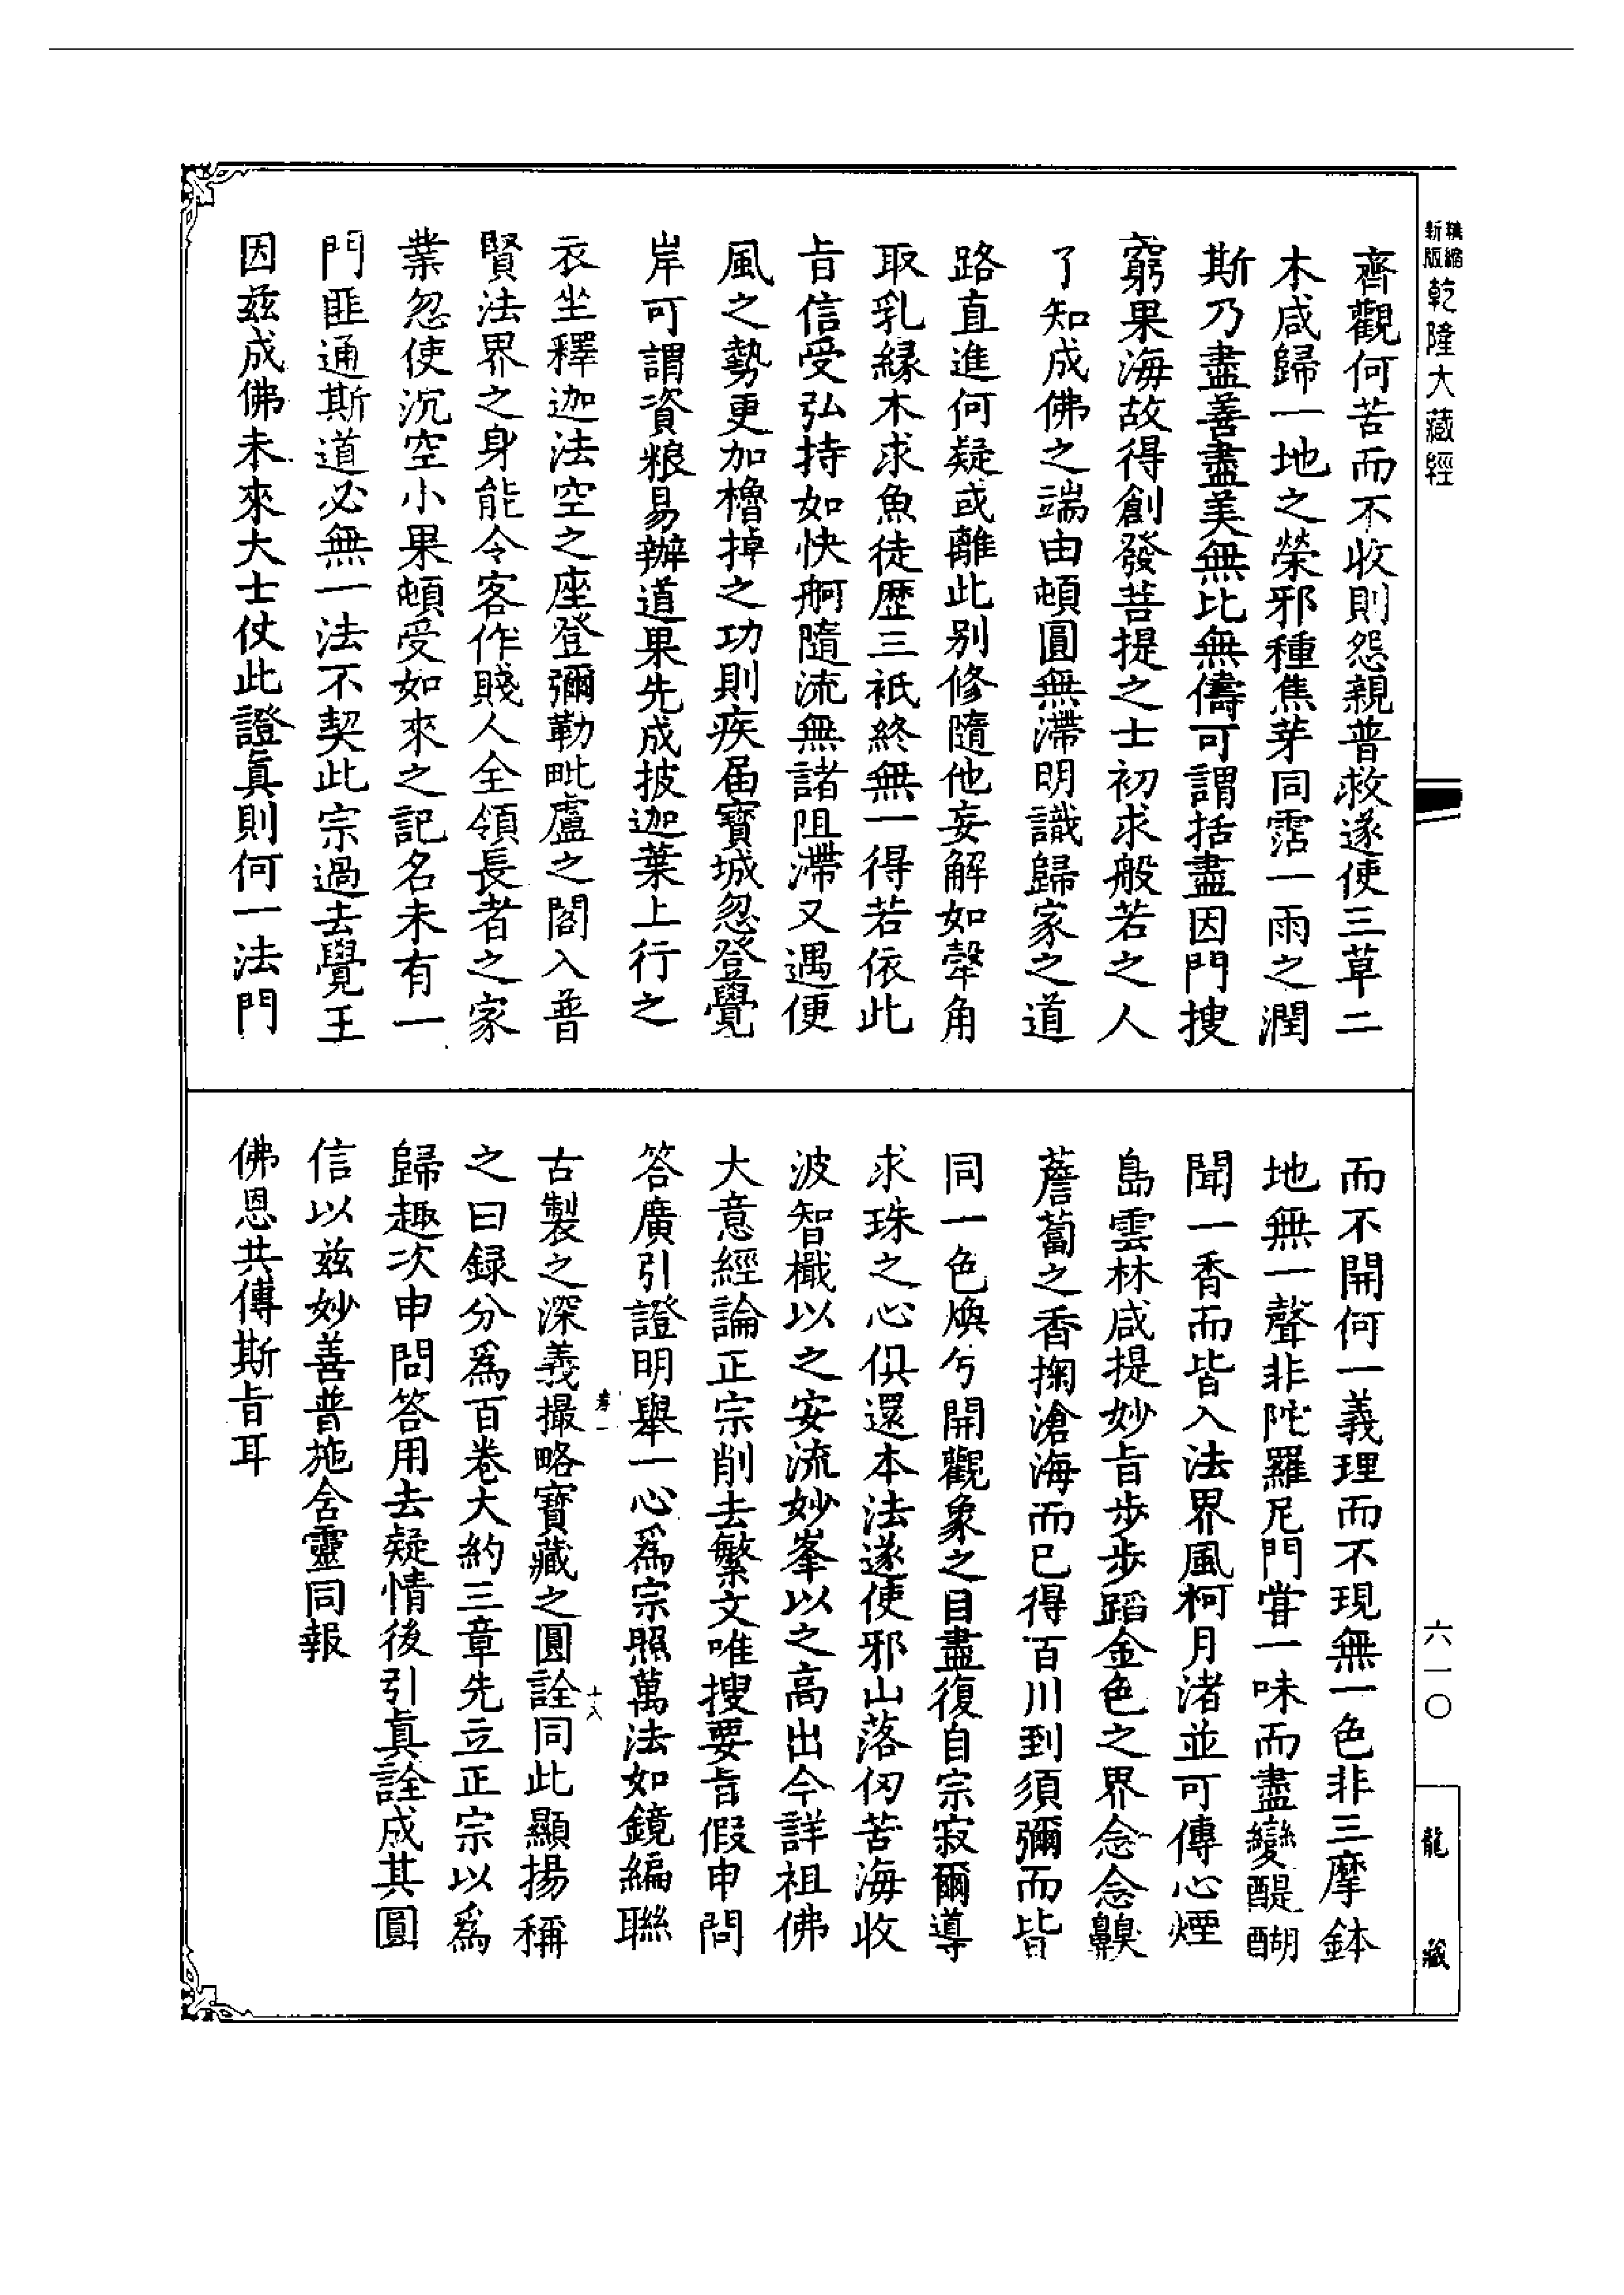 新版精縮乾隆大藏經
齊觀何苦而不收則怨親普救遂使三草二
木咸歸一地之榮邪種焦芽同霑一雨之潤
斯乃盡善盡美無比無儔可謂括盡因門搜
窮果海故得創發菩提之士初求般若之人
了知成佛之端由頓圓無滯明識歸家之道
路直進何疑或離此别修隨他妄解如㲉角
取乳緣木求魚徒歷三祇終無一得若依此
旨信受弘持如快舸隨流無諸阻滯又遇便
風之勢更加櫓掉之功則疾届寶城忽登覺
岸可謂資粮易辦道果先成披迦葉上行之
衣坐釋迦法空之座登彌勒毗盧之閣入普
賢法界之身能令客作賤人全領長者之家
業忽使沉空小果頓受如來之記名未有一
門匪通斯道必無一法不契此宗過去覺王
因兹成佛未來大士仗此證眞則何一法門
而不開何一義理而不現無一色非三摩鉢
地無一聲非陀羅尼門甞一味而盡變醍醐
聞一香而皆入法界風柯月渚並可傳心煙
島雲林咸提妙旨步步蹈金色之界念念齅
薝蔔之香掬滄海而已得百川到須彌而皆
同一色煥兮開觀象之目盡復自宗寂爾導
求珠之心俱還本法遂使邪山落仞苦海收
波智檝以之安流妙峯以之高出今詳祖佛
大意經論正宗削去繁文唯搜要旨假申問
答廣引證明舉一心爲宗照萬法如鏡編聯
卷一 十八
古製之深義撮略寶藏之圓詮同此顯揚稱
之曰録分爲百卷大約三章先立正宗以爲
歸趣次申問答用去疑情後引眞詮成其圓
信以兹妙善普施含靈同報
佛恩共傳斯旨耳
六一〇
龍藏